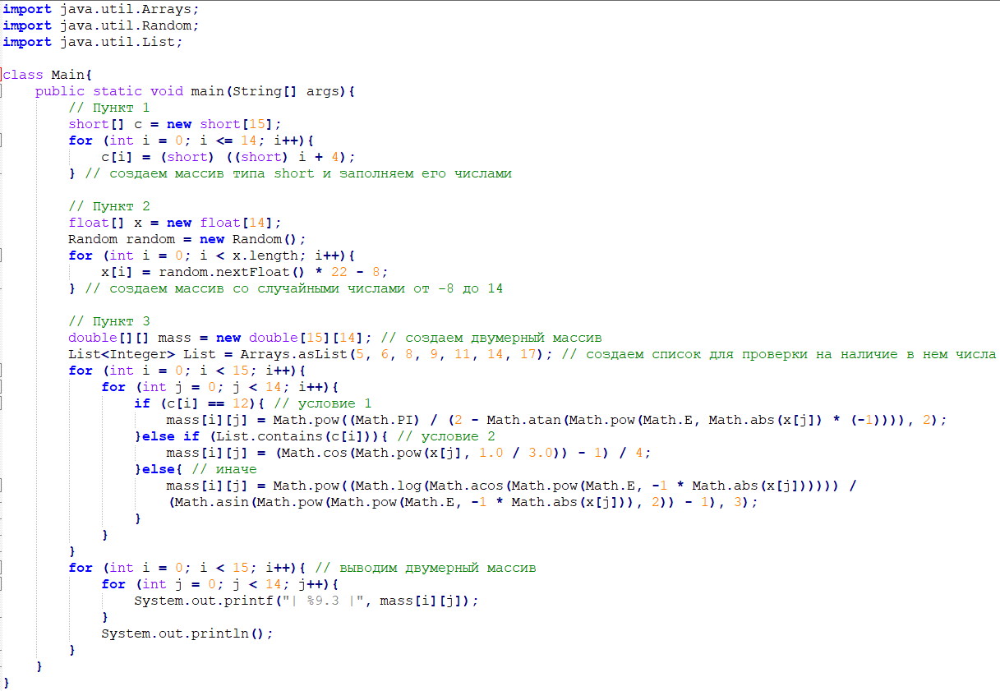 import java.util.Arrays;
import java.util.Random;
import java.util.List;
class Main{
public static void main(String[] args){
// Пункт 1
short[] c = new short[15];
for (int i = 0; i <= 14; i++){
c[i] = (short) ((short) i + 4);
} // создаем массив типа short и заполняем его числами
// Пункт 2
float[] x = new float[14];
Random random = new Random();
for (int i = 0; i < x.length; i++){
x[i] = random.nextFloat() * 22 - 8;
} // создаем массив со случайными числами от -8 до 14
// Пункт 3
double[][] mass = new double[15][14]; // создаем двумерный массив
List<Integer> List = Arrays.asList(5, 6, 8, 9, 11, 14, 17); // создаем список для проверки на наличие в нем числа
for (int i = 0; i < 15; i++){
for (int j = 0; j < 14; i++){
if (c[i] == 12){ // условие 1
mass[i][j] = Math.pow((Math.PI) / (2 - Math.atan(Math.pow(Math.E, Math.abs(x[j]) * (-1)))), 2);
}else if (List.contains(c[i])){ // условие 2
mass[i][j] = (Math.cos(Math.pow(x[j], 1.0 / 3.0)) - 1) / 4;
}else{ // иначе
mass[i][j] = Math.pow((Math.log(Math.acos(Math.pow(Math.E, -1 * Math.abs(x[j]))))) /
(Math.asin(Math.pow(Math.pow(Math.E, -1 * Math.abs(x[j])), 2)) - 1), 3);
}
}
}
for (int i = 0; i < 15; i++){ // выводим двумерный массив
for (int j = 0; j < 14; j++){
System.out.printf("| %9.3 |", mass[i][j]);
}
System.out.println();
}
}
}